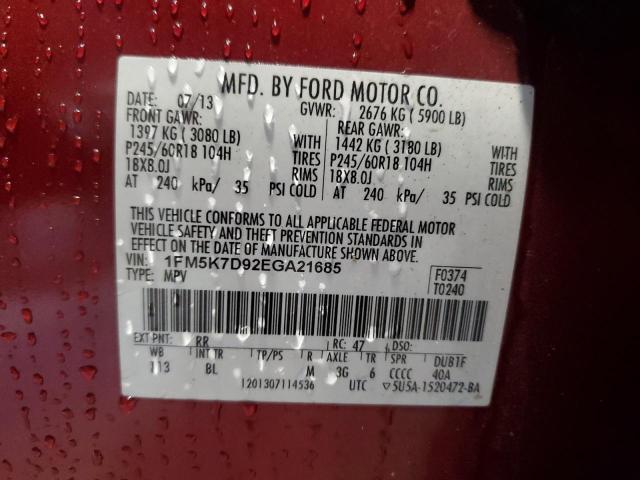 MFD. BY FORD MOTOR CO.
DATE: 07/13 GVWR: 2676 KG ( 5900 LB)
FRONT GAWR: REAR GAWR:
1397 KG ( 3080 LB) WITH 1442 KG ( 3180 LB) WITH
P245/60R18 104H TIRES P245/60R18 104H TIRES
18X8.0J RIMS 18X8.0J RIMS
AT 240 kPa/ 35 PSI COLD AT 240 kPa/ 35 PSI COLD
THIS VEHICLE CONFORMS TO ALL APPLICABLE FEDERAL MOTOR
VEHICLE SAFETY AND THEFT PREVENTION STANDARDS IN
EFFECT ON THE DATE OF MANUFACTURE SHOWN ABOVE.
VIN: 1FM5K7D92EGA21685
TYPE: MPV
F0374
T0240
EXT PNT: RR RC: 47 DSO:
WB INT TR TP/PS R AXLE TR SPR DUB1F
113 BL M 3G 6 CCCC 40A
1201307114536 UTC ▽5U5A-1520472-BA